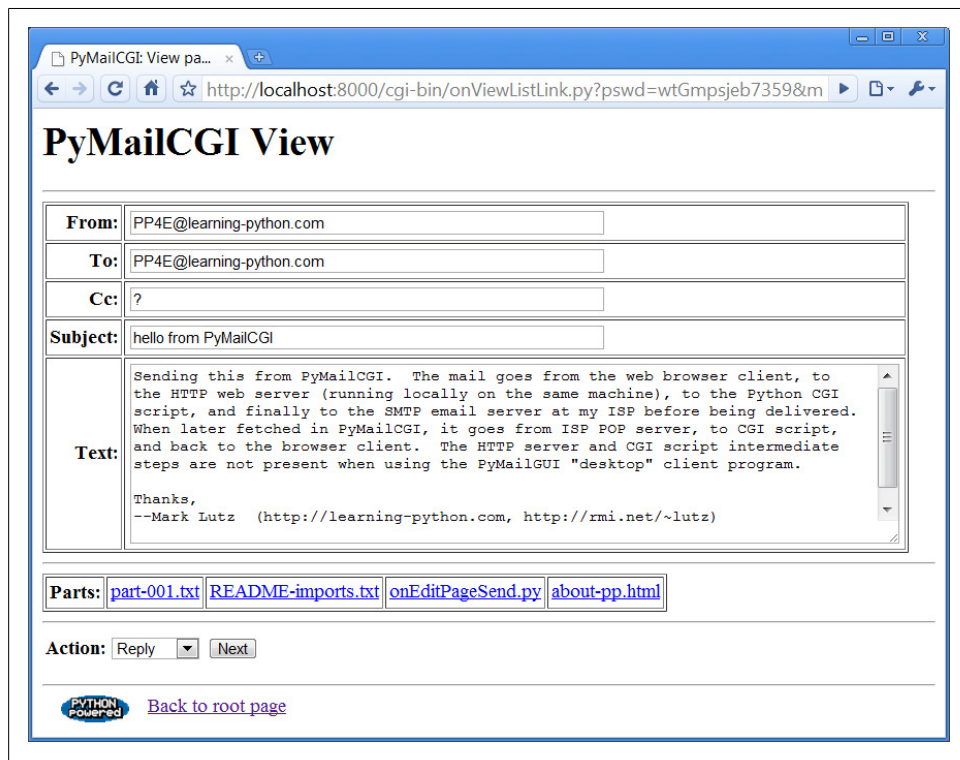 PyMailCGI: View pa...
http://localhost:8000/cgi-bin/onViewListLink.py?pswd=wtGmpsjeb7359&m
PyMailCGI View
From: PP4E@learning-python.com
To: PP4E@learning-python.com
Cc: ?
Subject: hello from PyMailCGI
Text:
Sending this from PyMailCGI.  The mail goes from the web browser client, to
the HTTP web server (running locally on the same machine), to the Python CGI
script, and finally to the SMTP email server at my ISP before being delivered.
When later fetched in PyMailCGI, it goes from ISP POP server, to CGI script,
and back to the browser client.  The HTTP server and CGI script intermediate
steps are not present when using the PyMailGUI "desktop" client program.
Thanks,
--Mark Lutz  (http://learning-python.com, http://rmi.net/~lutz)
Parts: part-001.txt README-imports.txt onEditPageSend.py about-pp.html
Action: Reply Next
PYTHON
Powered
Back to root page